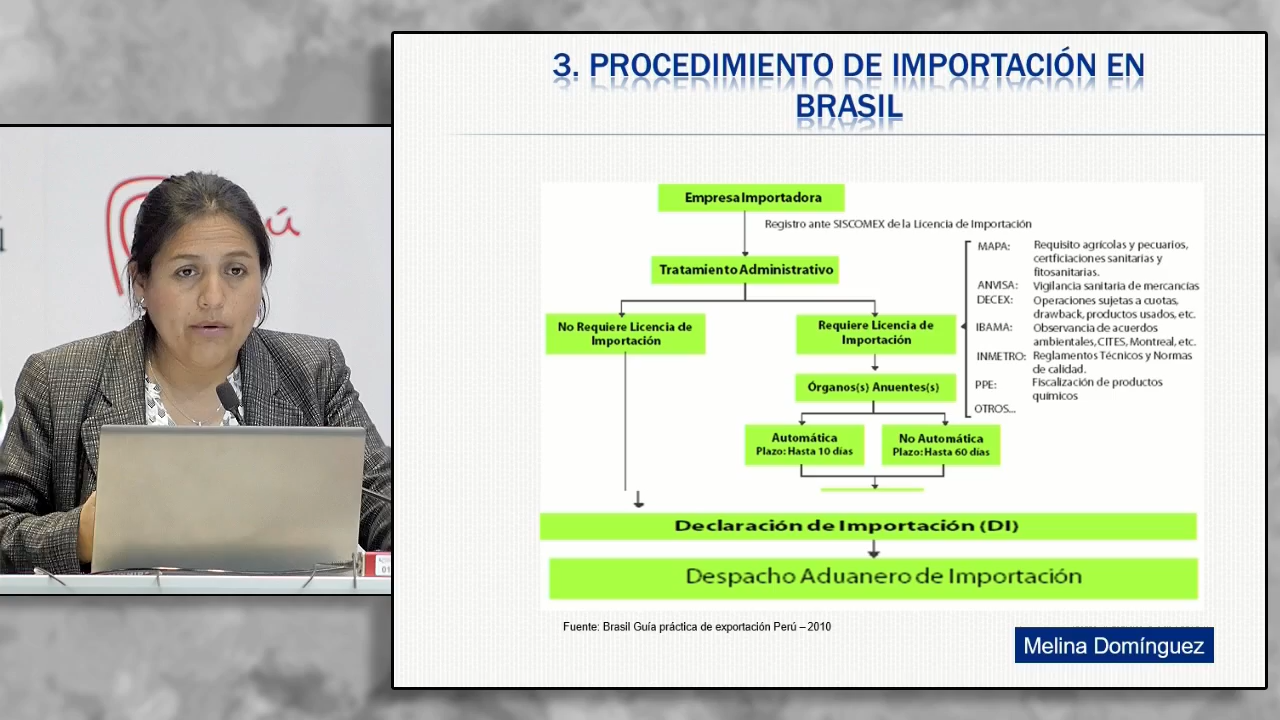 3. PROCEDIMIENTO DE IMPORTACIÓN EN
BRASIL
Empresa Importadora
Registro ante SISCOMEX de la Licencia de Importación
Tratamiento Administrativo
No Requiere Licencia de
Importación
Requiere Licencia de
Importación
MAPA: Requisito agrícolas y pecuarios,
certficiaciones sanitarias y
fitosanitarias.
ANVISA: Vigilancia sanitaria de mercancías
DECEX: Operaciones sujetas a cuotas,
drawback, productos usados, etc.
IBAMA: Observancia de acuerdos
ambientales, CITES, Montreal, etc.
INMETRO: Reglamentos Técnicos y Normas
de calidad.
PPE: Fiscalización de productos
químicos
OTROS...
Órganos(s) Anuentes(s)
Automática
Plazo: Hasta 10 días
No Automática
Plazo: Hasta 60 días
Declaración de Importación (DI)
Despacho Aduanero de Importación
Fuente: Brasil Guía práctica de exportación Perú – 2010
Melina Domínguez